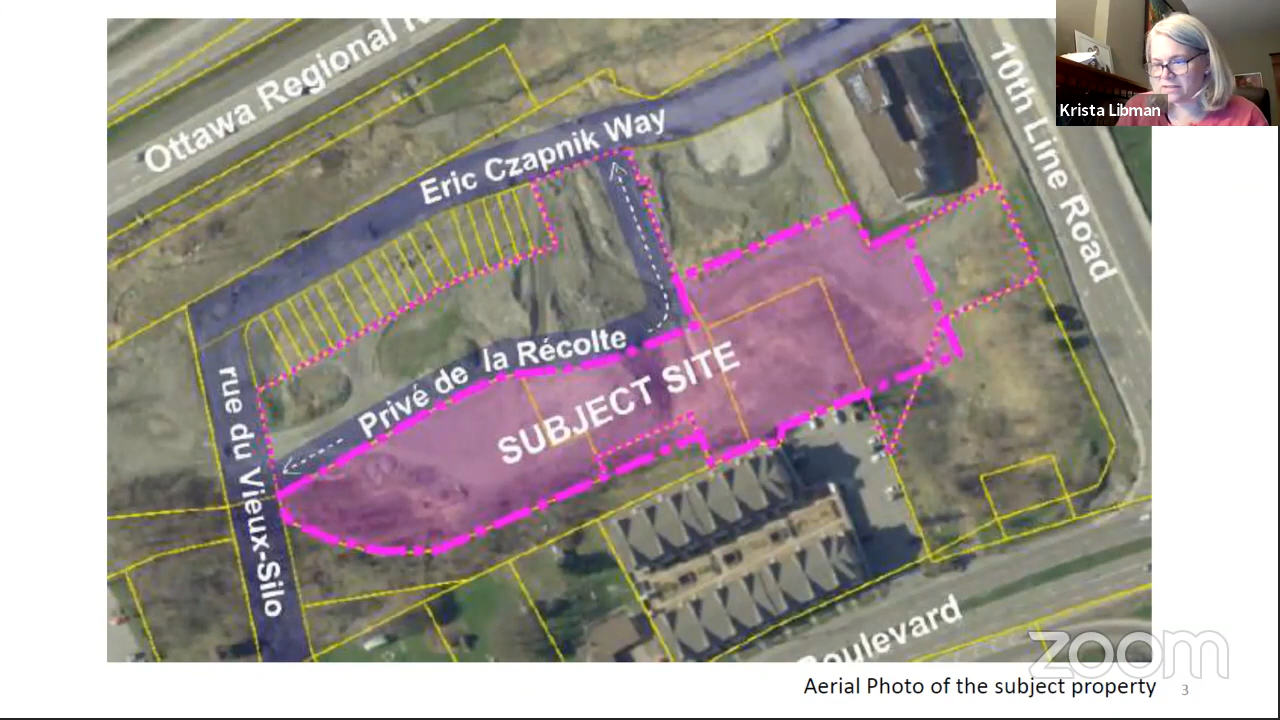 Ottawa Regional
10th Line Road
Krista Libman
Eric Czapnik Way
Privé de la Récolte
SUBJECT SITE
rue du Vieux-Silo
Boulevard
zoom
Aerial Photo of the subject property 3